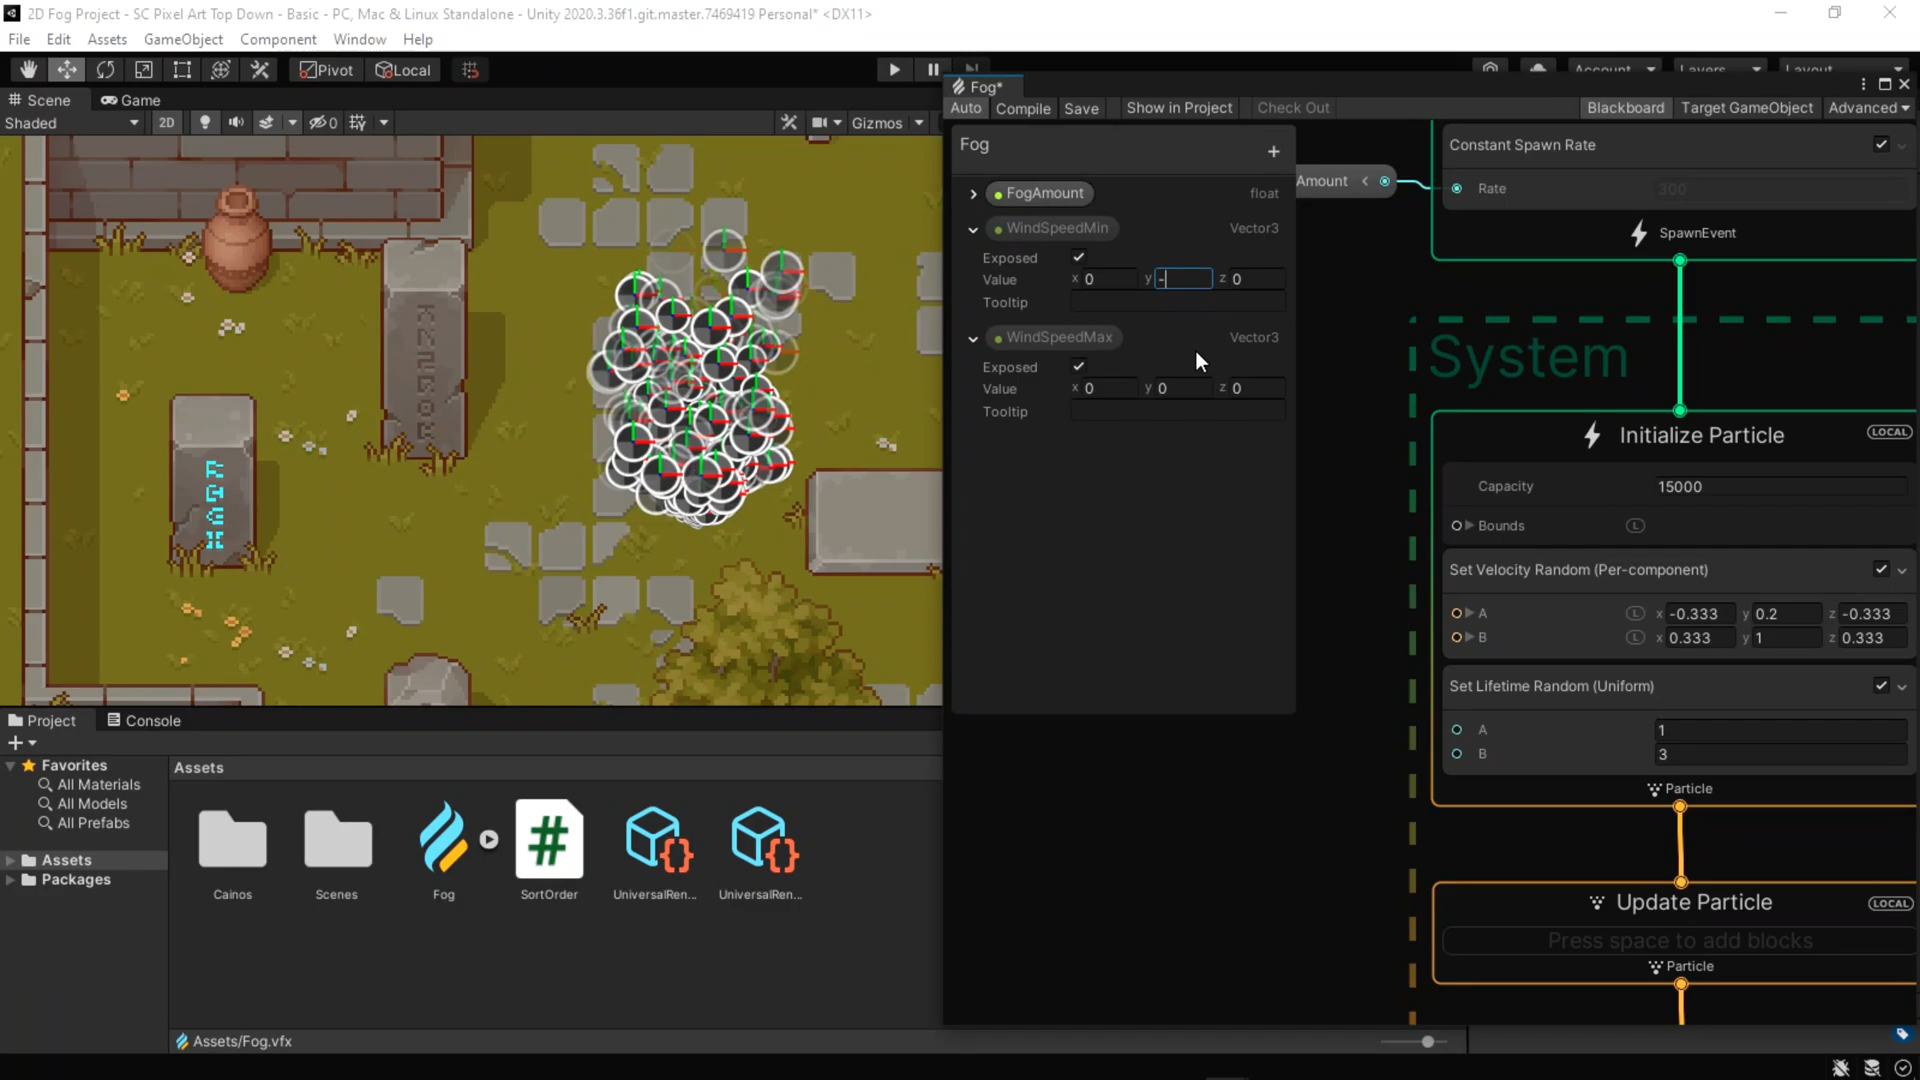 2D Fog Project - SC Pixel Art Top Down - Basic - PC, Mac & Linux Standalone - Unity 2020.3.36f1.git.master.7469419 Personal* <DX11>
File Edit Assets GameObject Component Window Help
Pivot Local
Account Layers Layout
Scene Game
Shaded 2D 0 Gizmos
Fog*
Auto Compile Save Show in Project Check Out Blackboard Target GameObject Advanced
Fog +
FogAmount float
WindSpeedMin Vector3
Exposed
Value x 0 y - z 0
Tooltip
WindSpeedMax Vector3
Exposed
Value x 0 y 0 z 0
Tooltip
Amount
Constant Spawn Rate
Rate 300
SpawnEvent
System
Initialize Particle LOCAL
Capacity 15000
Bounds L
Set Velocity Random (Per-component)
A L x -0.333 y 0.2 z -0.333
B L x 0.333 y 1 z 0.333
Set Lifetime Random (Uniform)
A 1
B 3
Particle
Update Particle LOCAL
Press space to add blocks
Particle
Project Console
Favorites
All Materials
All Models
All Prefabs
Assets
Packages
Assets
Cainos Scenes Fog SortOrder UniversalRen... UniversalRen...
Assets/Fog.vfx